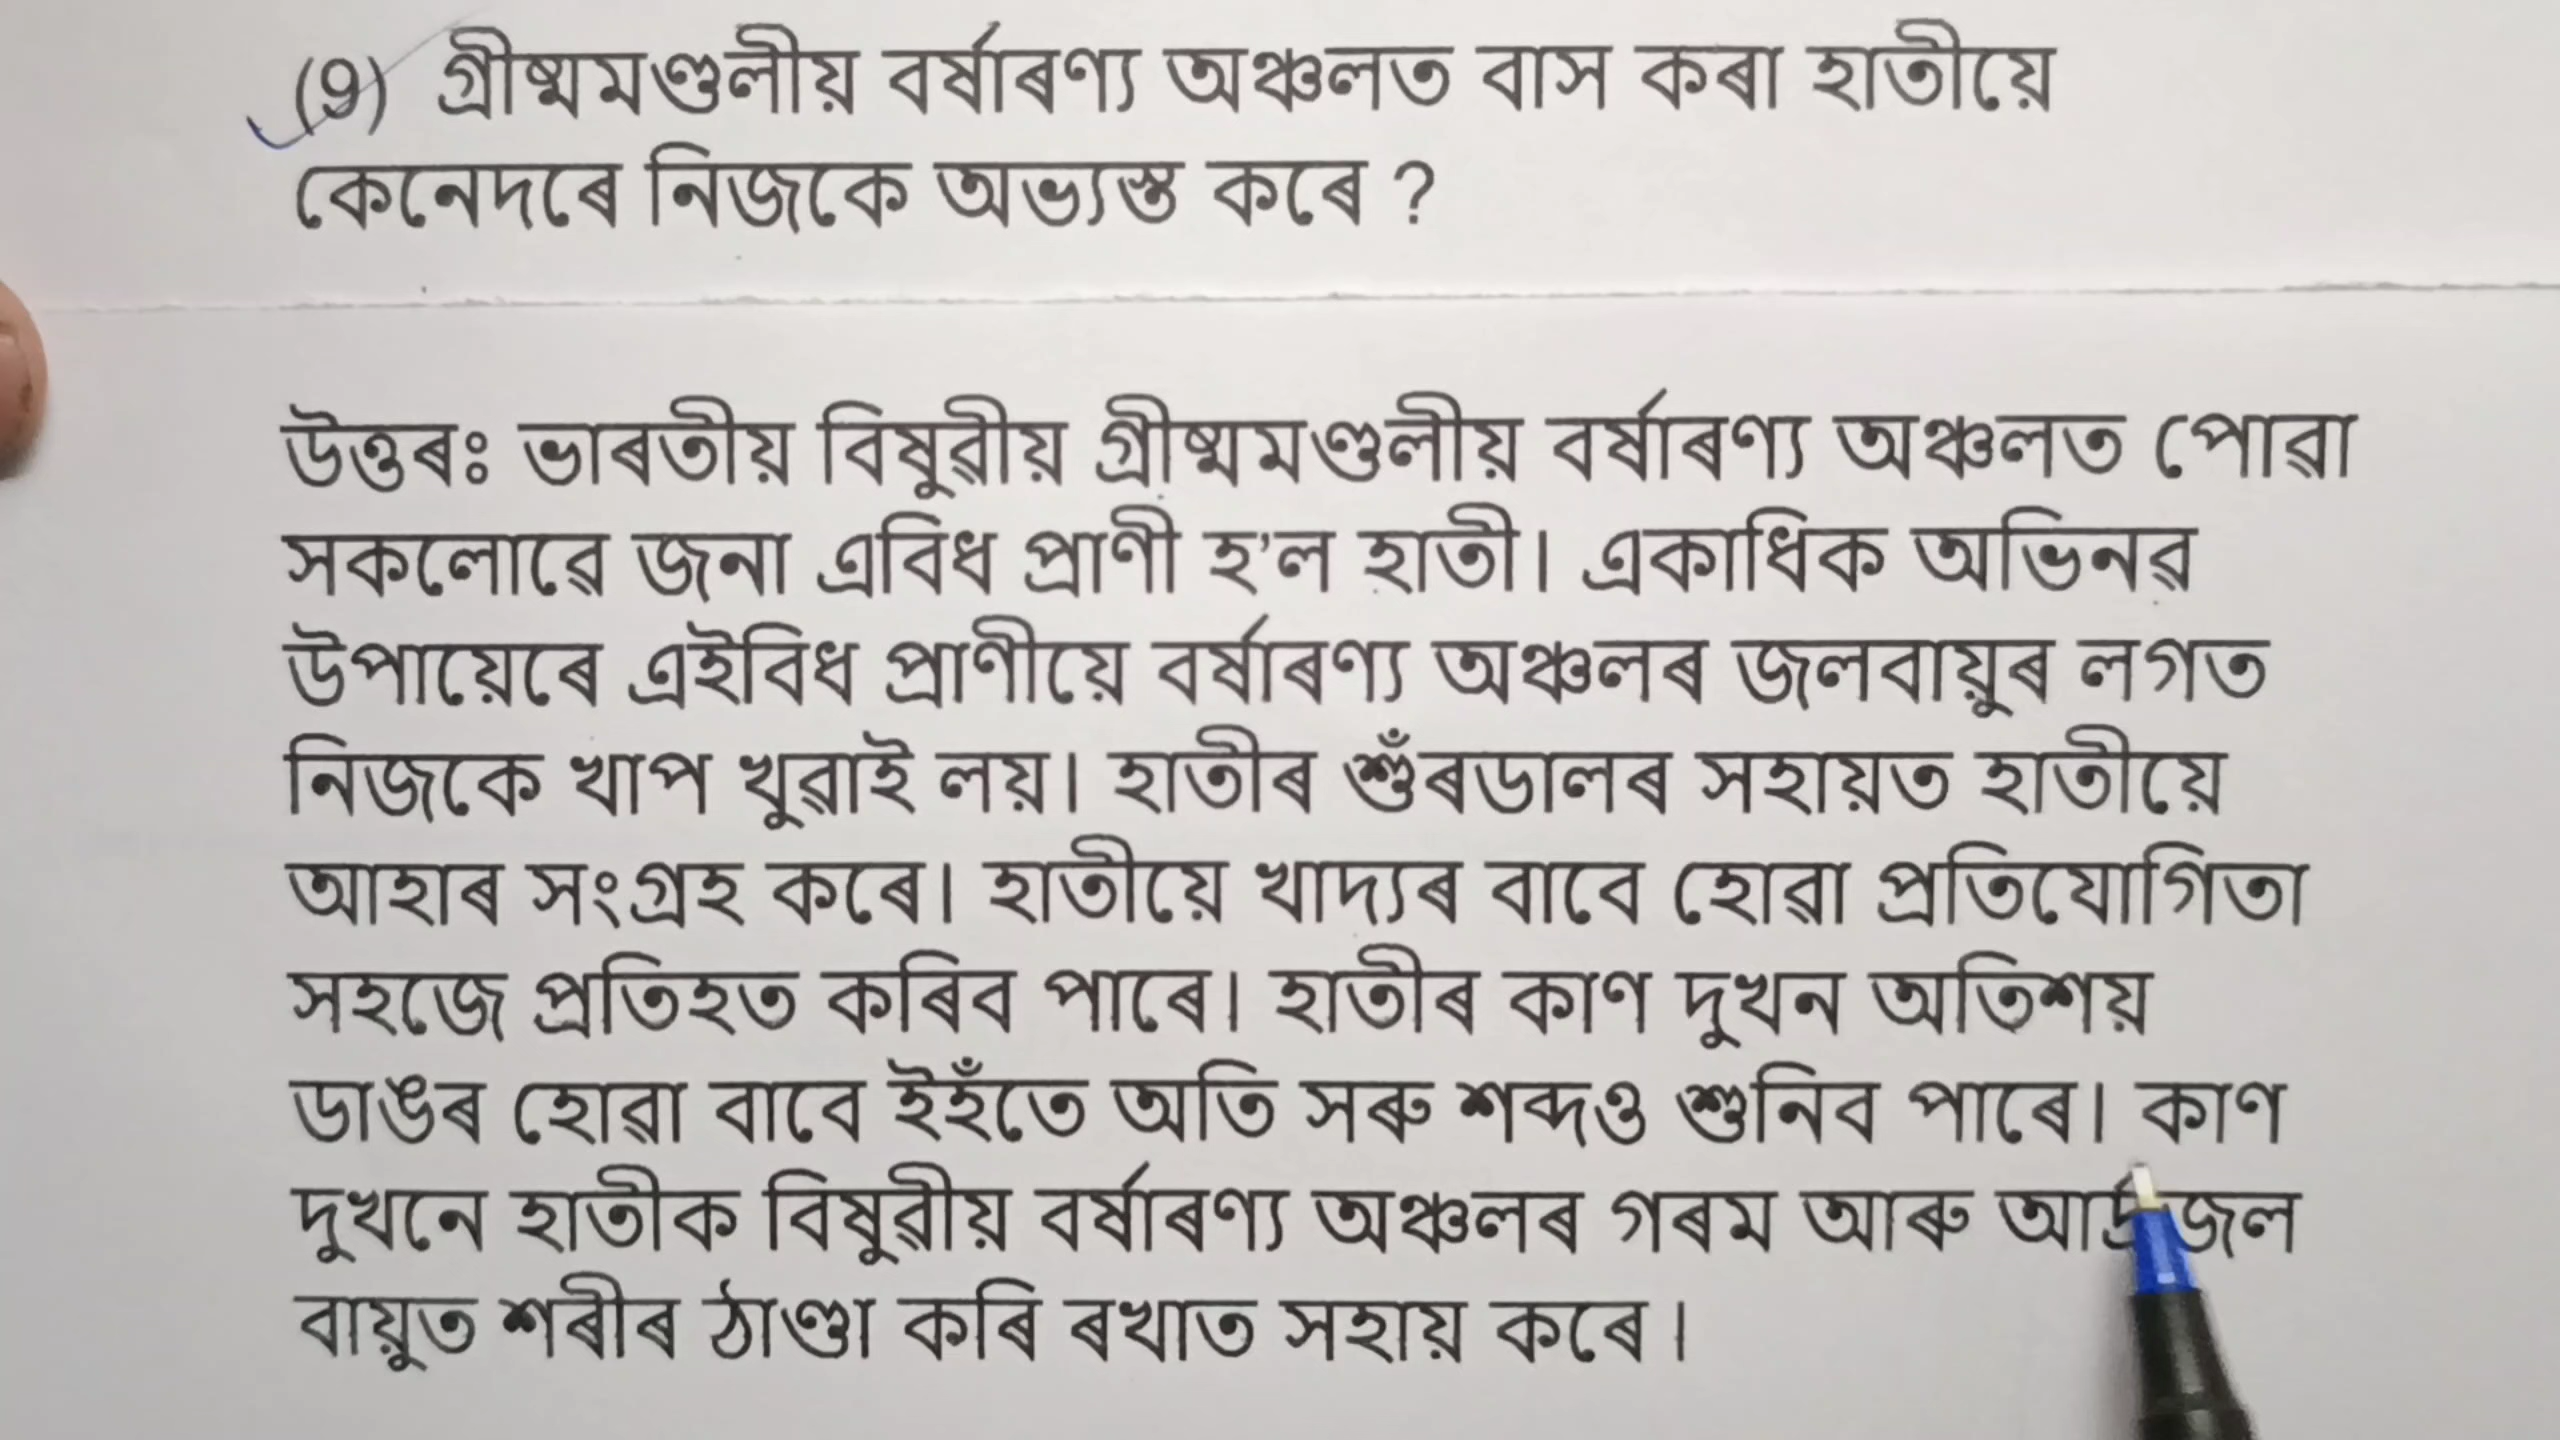 (9) গ্ৰীষ্মমণ্ডলীয় বৰ্ষাৰণ্য অঞ্চলত বাস কৰা হাতীয়ে
কেনেদৰে নিজকে অভ্যস্ত কৰে ?
উত্তৰঃ ভাৰতীয় বিষুৱীয় গ্ৰীষ্মমণ্ডলীয় বৰ্ষাৰণ্য অঞ্চলত পোৱা
সকলোৱে জনা এবিধ প্ৰাণী হ'ল হাতী। একাধিক অভিনৱ
উপায়েৰে এইবিধ প্ৰাণীয়ে বৰ্ষাৰণ্য অঞ্চলৰ জলবায়ুৰ লগত
নিজকে খাপ খুৱাই লয়। হাতীৰ শুঁৰডালৰ সহায়ত হাতীয়ে
আহাৰ সংগ্ৰহ কৰে। হাতীয়ে খাদ্যৰ বাবে হোৱা প্ৰতিযোগিতা
সহজে প্ৰতিহত কৰিব পাৰে। হাতীৰ কাণ দুখন অতিশয়
ডাঙৰ হোৱা বাবে ইহঁতে অতি সৰু শব্দও শুনিব পাৰে। কাণ
দুখনে হাতীক বিষুৱীয় বৰ্ষাৰণ্য অঞ্চলৰ গৰম আৰু আৰ্দ্ৰজল
বায়ুত শৰীৰ ঠাণ্ডা কৰি ৰখাত সহায় কৰে।